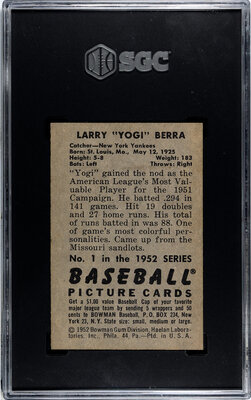 SGC
LARRY "YOGI" BERRA
Catcher—New York Yankees
Born: St. Louis, Mo., May 12, 1925
Height: 5-8 Weight: 183
Bats: Left Throws: Right
"Yogi" gained the nod as the
American League's Most Val-
uable Player for the 1951
Campaign. He batted .294 in
141 games. Hit 19 doubles
and 27 home runs. His total
of runs batted in was 88. One
of game's most colorful per-
sonalities. Came up from the
Missouri sandlots.
No. 1 in the 1952 SERIES
BASEBALL
PICTURE CARDS
Get a $1.00 value Baseball Cap of your favorite
major league team by sending 5 wrappers and 50
cents to BOWMAN Baseball, P.O. BOX 234, New York
23, N.Y. State size: small, medium or large.
©1952 Bowman Gum Division, Haelan Labora-
tories, Inc., Phila. 44, Pa.—Ptd. in U.S.A.